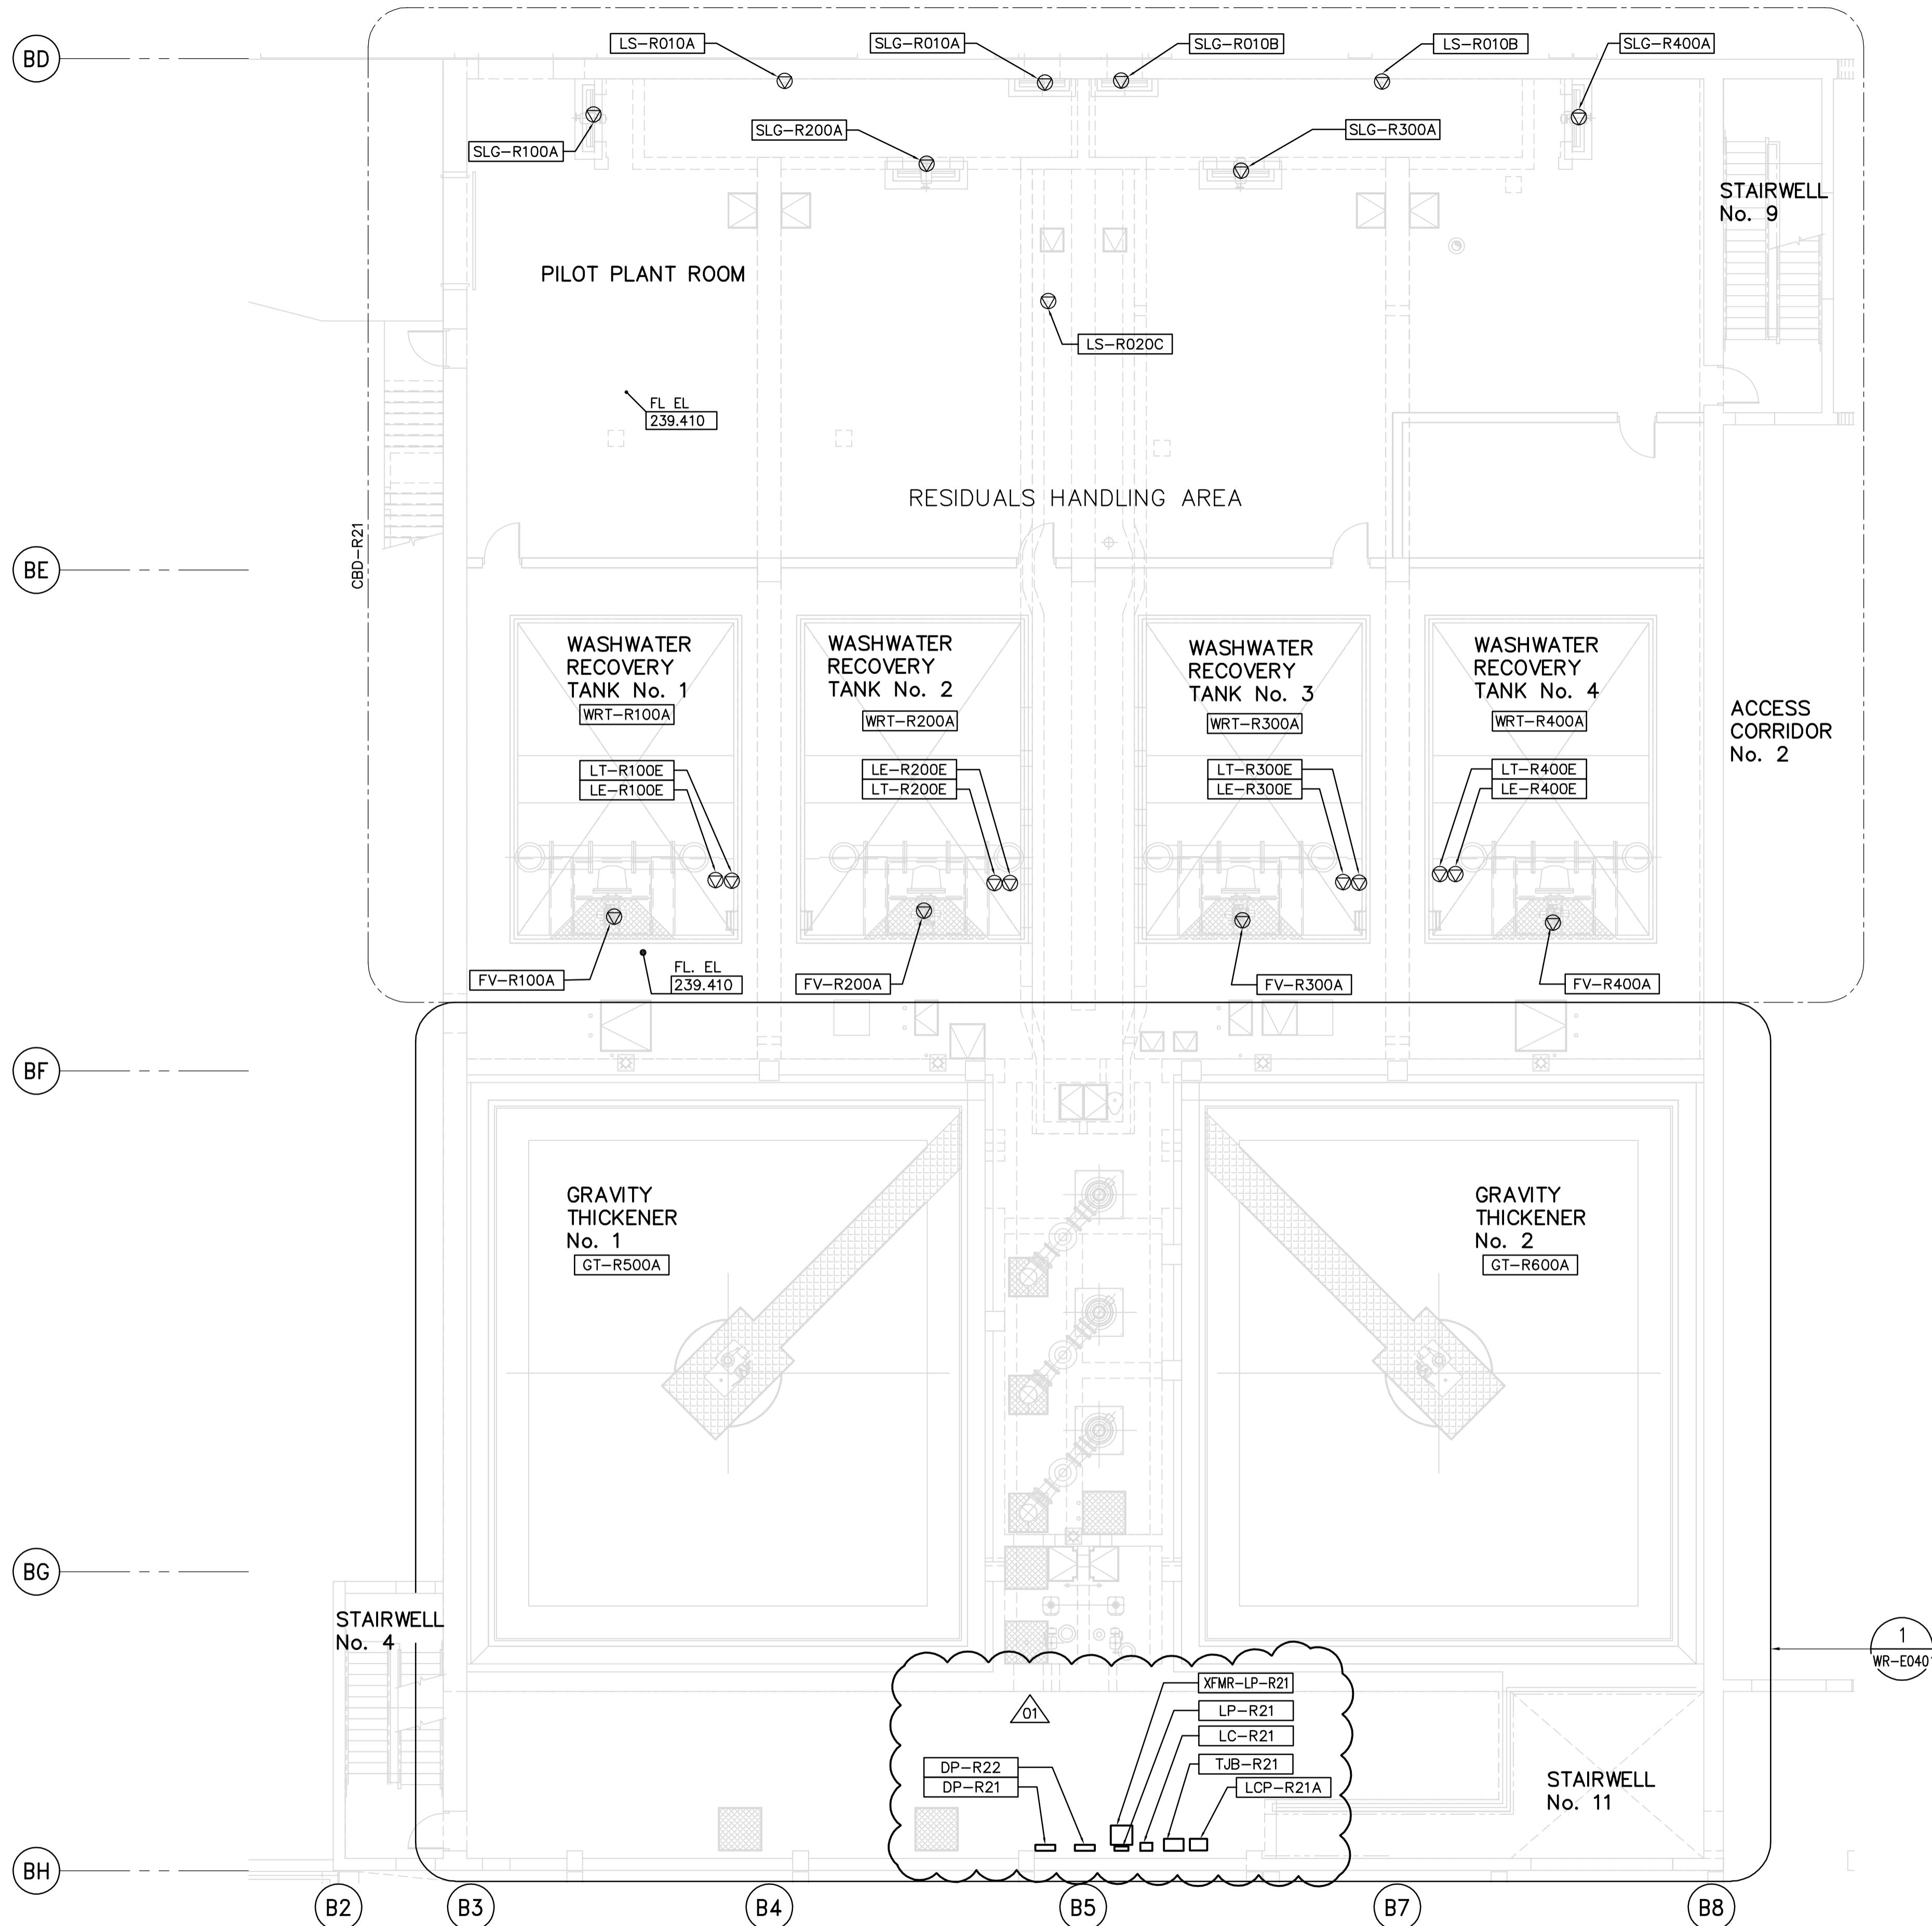 BD
LS-R010A
SLG-R010A
SLG-R010B
LS-R010B
SLG-R400A
SLG-R100A
SLG-R200A
SLG-R300A
STAIRWELL
No. 9
PILOT PLANT ROOM
LS-R020C
FL EL
239.410
RESIDUALS HANDLING AREA
CBD-R21
BE
WASHWATER
RECOVERY
TANK No. 1
WRT-R100A
WASHWATER
RECOVERY
TANK No. 2
WRT-R200A
WASHWATER
RECOVERY
TANK No. 3
WRT-R300A
WASHWATER
RECOVERY
TANK No. 4
WRT-R400A
ACCESS
CORRIDOR
No. 2
LT-R100E
LE-R100E
LE-R200E
LT-R200E
LT-R300E
LE-R300E
LT-R400E
LE-R400E
FV-R100A
FL. EL
239.410
FV-R200A
FV-R300A
FV-R400A
BF
GRAVITY
THICKENER
No. 1
GT-R500A
GRAVITY
THICKENER
No. 2
GT-R600A
BG
STAIRWELL
No. 4
1
WR-E0401
01
XFMR-LP-R21
LP-R21
LC-R21
TJB-R21
LCP-R21A
DP-R22
DP-R21
STAIRWELL
No. 11
BH
B2
B3
B4
B5
B7
B8